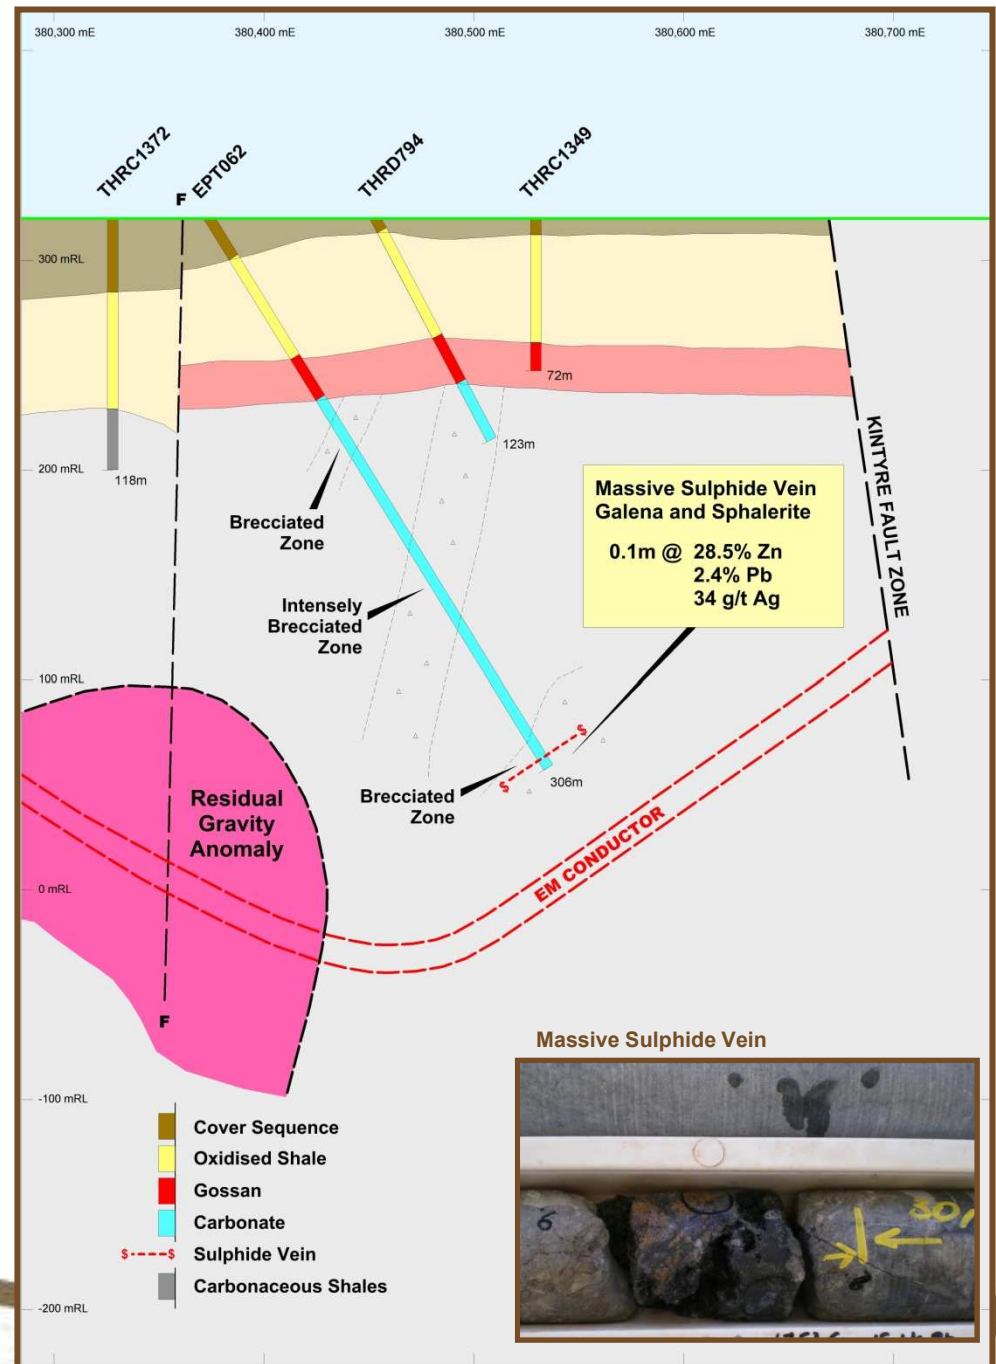 380,300 mE
380,400 mE
380,500 mE
380,600 mE
380,700 mE
THRC1372
F
EPT062
THRD794
THRC1349
300 mRL
72m
123m
200 mRL
118m
KINTYRE FAULT ZONE
Massive Sulphide Vein
Galena and Sphalerite
0.1m @ 28.5% Zn
2.4% Pb
34 g/t Ag
Brecciated
Zone
Intensely
Brecciated
Zone
100 mRL
$
$
306m
Brecciated
Zone
Residual
Gravity
Anomaly
EM CONDUCTOR
0 mRL
F
Massive Sulphide Vein
-100 mRL
Cover Sequence
Oxidised Shale
Gossan
Carbonate
$ $ Sulphide Vein
Carbonaceous Shales
-200 mRL
6